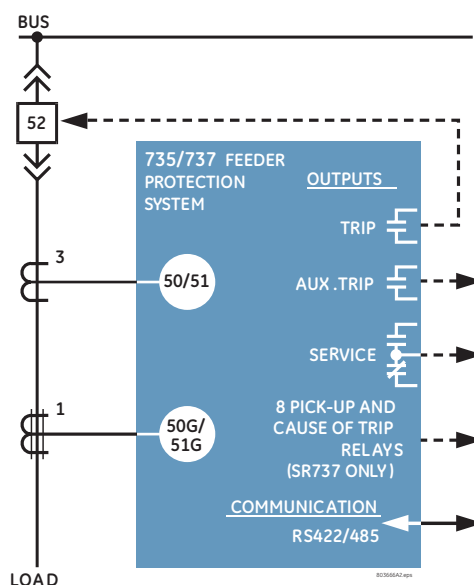 BUS
52
735/737 FEEDER
PROTECTION
SYSTEM
OUTPUTS
TRIP
3
50/51
AUX.TRIP
SERVICE
1
50G/
51G
8 PICK-UP AND
CAUSE OF TRIP
RELAYS
(SR737 ONLY)
COMMUNICATION
RS422/485
LOAD
803666A2.eps